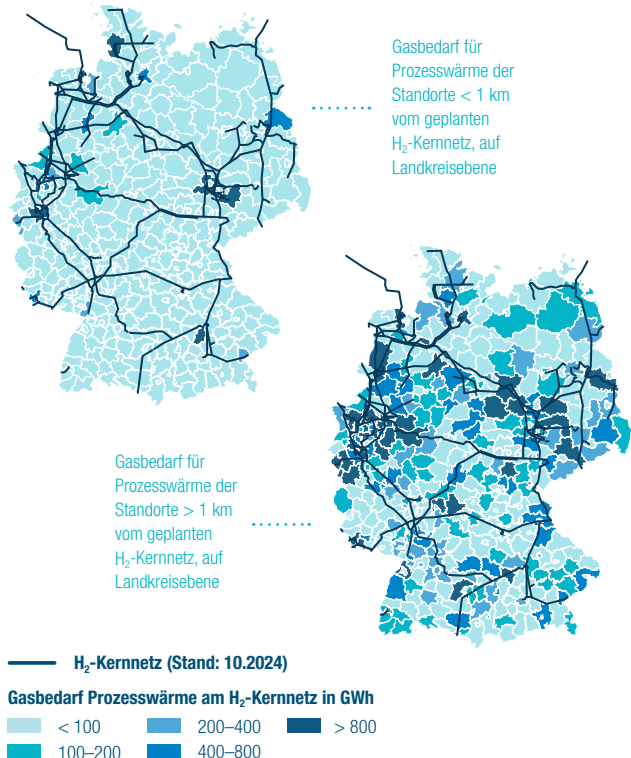 Gasbedarf für
Prozesswärme der
Standorte < 1 km
vom geplanten
H₂-Kernnetz, auf
Landkreisebene
Gasbedarf für
Prozesswärme der
Standorte > 1 km
vom geplanten
H₂-Kernnetz, auf
Landkreisebene
H₂-Kernnetz (Stand: 10.2024)
Gasbedarf Prozesswärme am H₂-Kernnetz in GWh
< 100
200–400
> 800
100–200
400–800